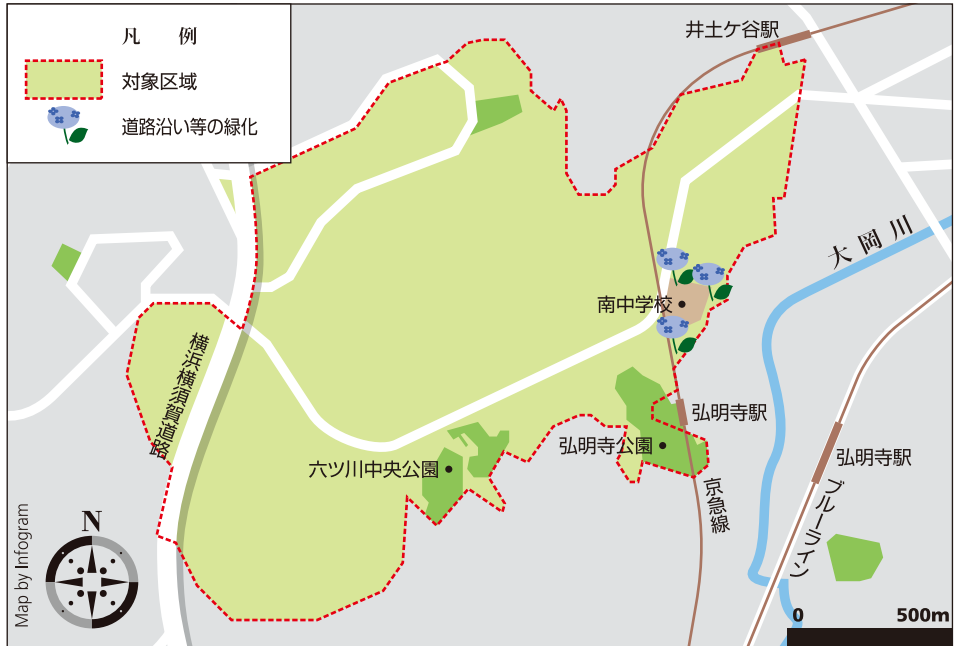 凡 例
対象区域
道路沿い等の緑化
井土ケ谷駅
大岡川
南中学校
横浜横須賀道路
弘明寺駅
弘明寺公園
六ツ川中央公園
弘明寺駅
京急線
ブルーライン
N
Map by Infogram
0 500m